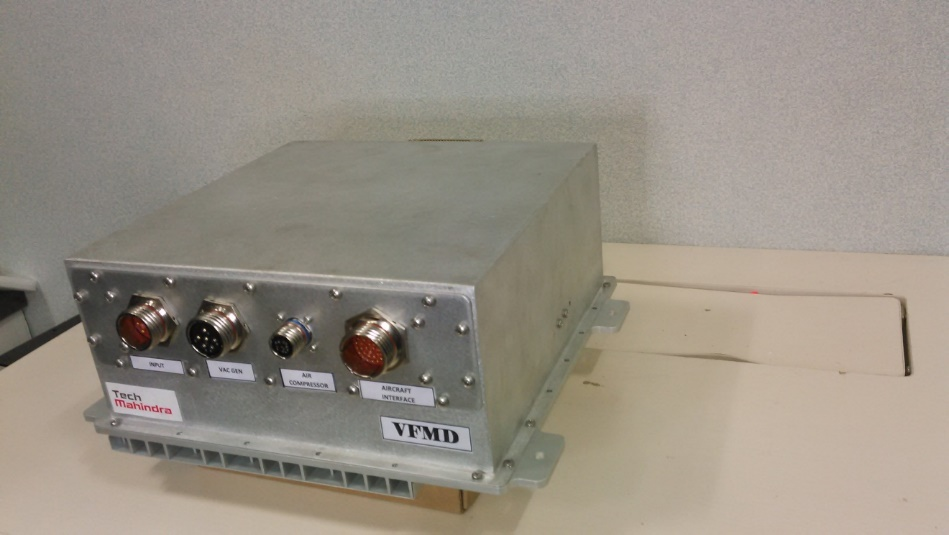 INPUT
VAC GEN
AIR
COMPRESSOR
AIRCRAFT
INTERFACE
Tech
Mahindra
VFMD